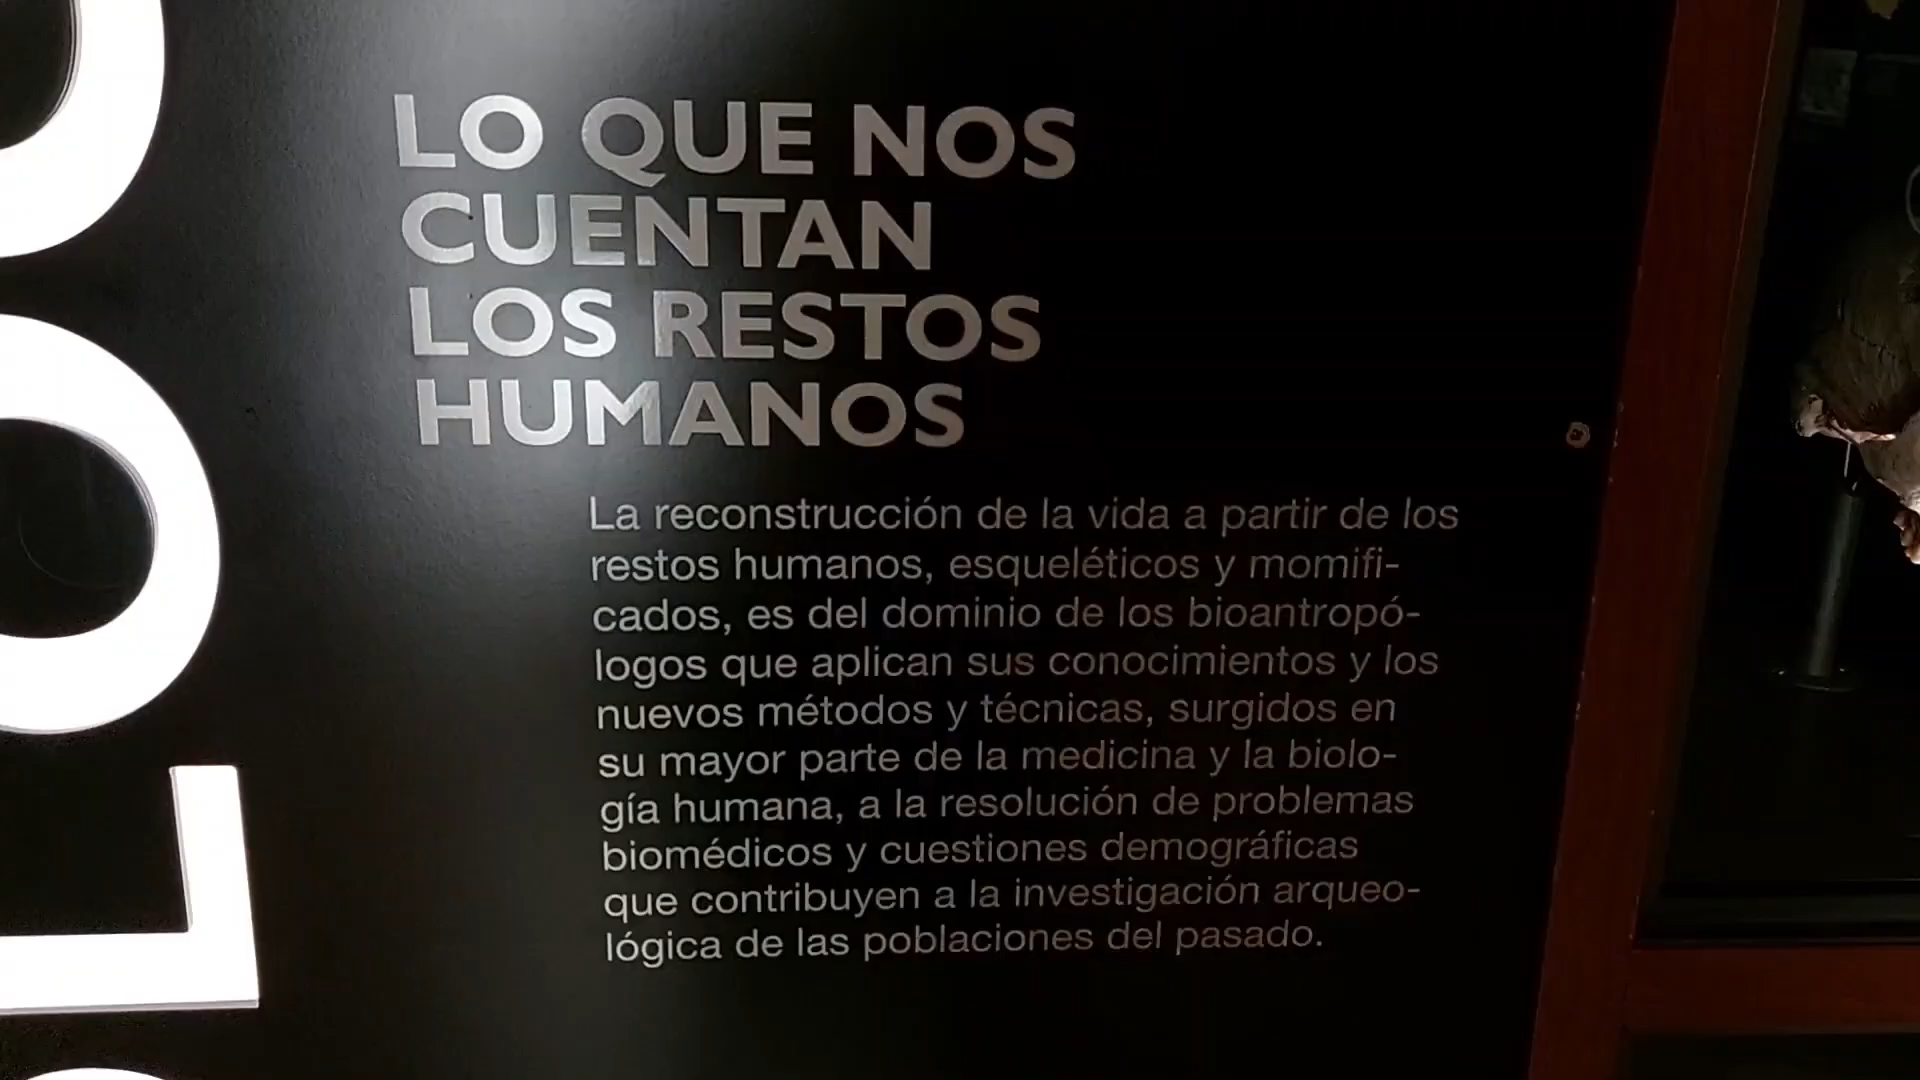 LO QUE NOS
CUENTAN
LOS RESTOS
HUMANOS
La reconstrucción de la vida a partir de los
restos humanos, esqueléticos y momifi-
cados, es del dominio de los bioantropó-
logos que aplican sus conocimientos y los
nuevos métodos y técnicas, surgidos en
su mayor parte de la medicina y la biolo-
gía humana, a la resolución de problemas
biomédicos y cuestiones demográficas
que contribuyen a la investigación arqueo-
lógica de las poblaciones del pasado.